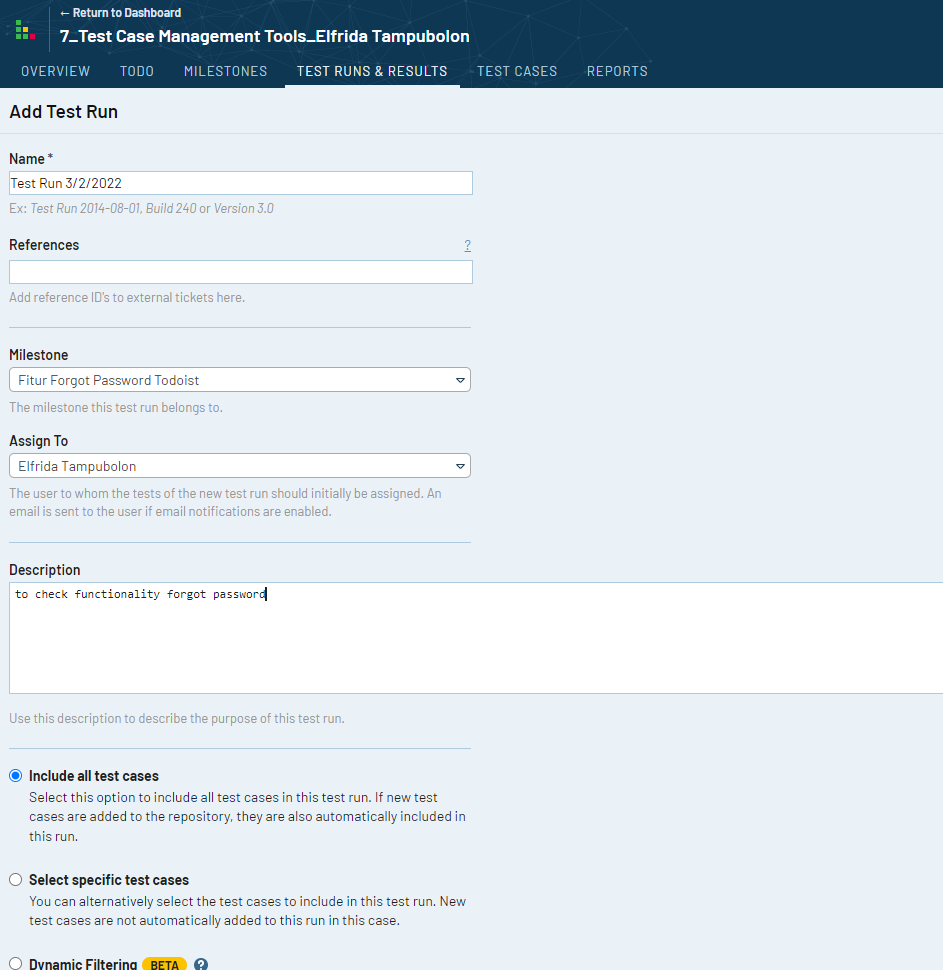 ← Return to Dashboard
7_Test Case Management Tools_Elfrida Tampubolon
OVERVIEW TODO MILESTONES TEST RUNS & RESULTS TEST CASES REPORTS
Add Test Run
Name *
Test Run 3/2/2022
Ex: Test Run 2014-08-01, Build 240 or Version 3.0
References ?
Add reference ID's to external tickets here.
Milestone
Fitur Forgot Password Todoist
The milestone this test run belongs to.
Assign To
Elfrida Tampubolon
The user to whom the tests of the new test run should initially be assigned. An
email is sent to the user if email notifications are enabled.
Description
to check functionality forgot password
Use this description to describe the purpose of this test run.
Include all test cases
Select this option to include all test cases in this test run. If new test
cases are added to the repository, they are also automatically included in
this run.
Select specific test cases
You can alternatively select the test cases to include in this test run. New
test cases are not automatically added to this run in this case.
Dynamic Filtering BETA ?